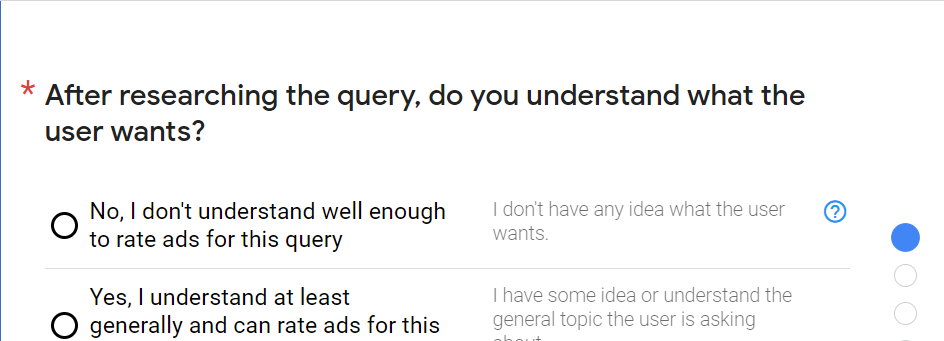 * After researching the query, do you understand what the
user wants?
No, I don't understand well enough
to rate ads for this query
I don't have any idea what the user
wants.
Yes, I understand at least
generally and can rate ads for this
I have some idea or understand the
general topic the user is asking